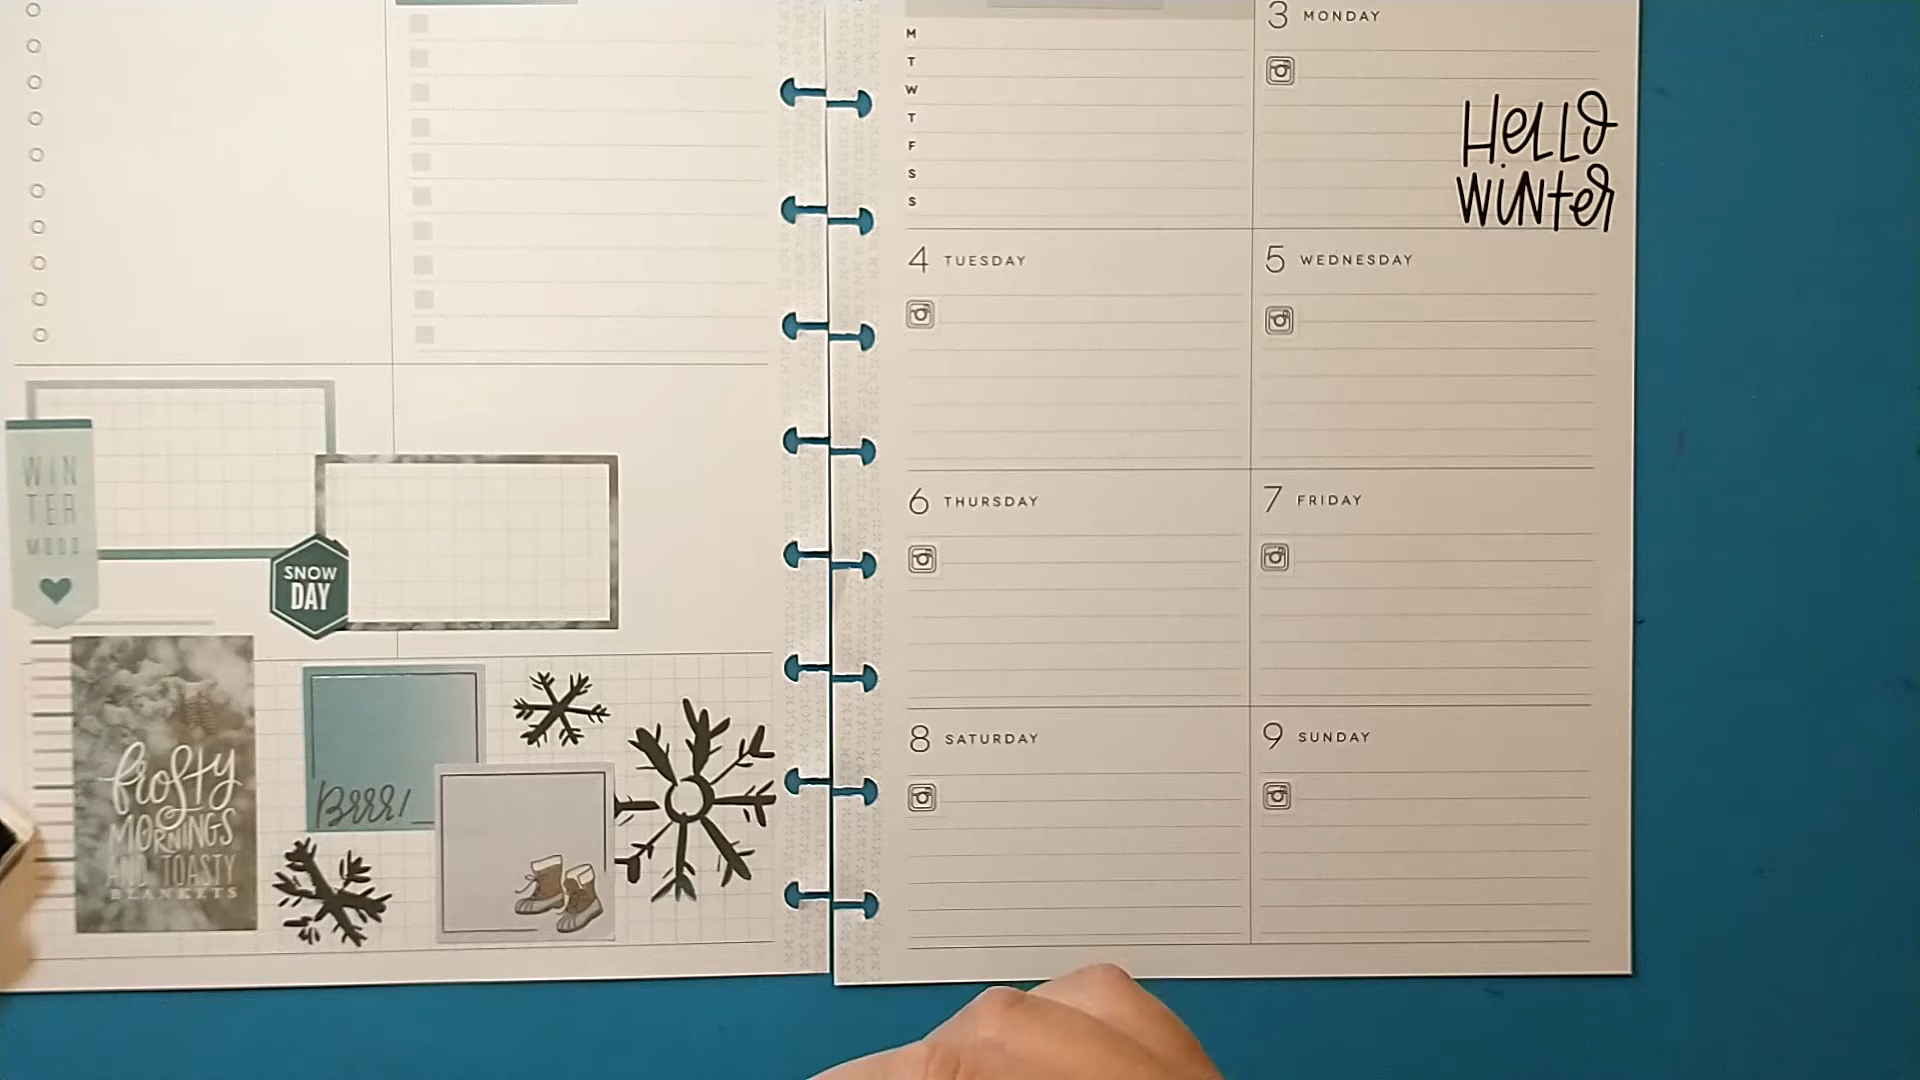 WIN
TER
MOOD
SNOW
DAY
frosty
MORNINGS
AND TOASTY
BLANKETS
Brrr!
M
T
W
T
F
S
S
3 MONDAY
Hello
WiNter
4 TUESDAY
5 WEDNESDAY
6 THURSDAY
7 FRIDAY
8 SATURDAY
9 SUNDAY